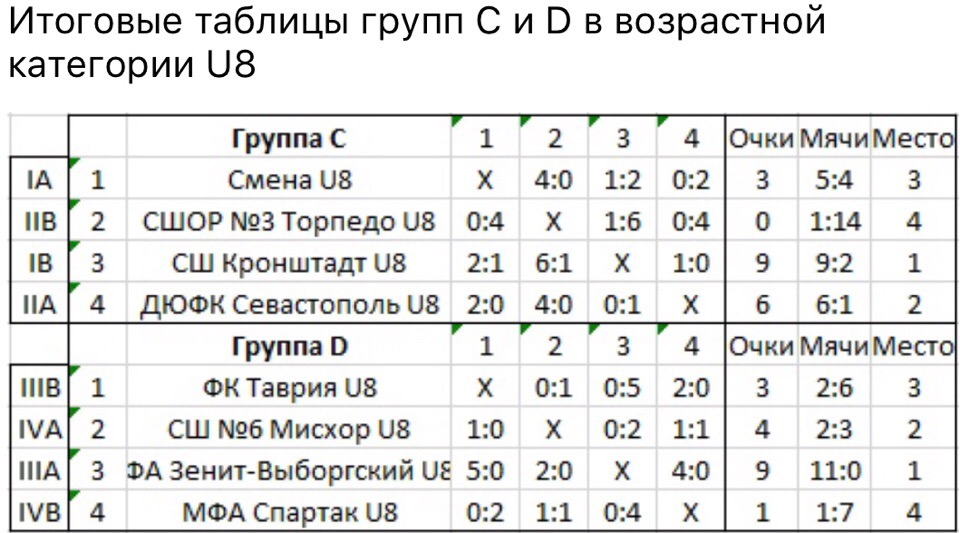 Итоговые таблицы групп C и D в возрастной
категории U8
Группа С 1 2 3 4 Очки Мячи Место
IA 1 Смена U8 X 4:0 1:2 0:2 3 5:4 3
IIB 2 СШОР №3 Торпедо U8 0:4 X 1:6 0:4 0 1:14 4
IB 3 СШ Кронштадт U8 2:1 6:1 X 1:0 9 9:2 1
IIA 4 ДЮФК Севастополь U8 2:0 4:0 0:1 X 6 6:1 2
Группа D 1 2 3 4 Очки Мячи Место
IIIB 1 ФК Таврия U8 X 0:1 0:5 2:0 3 2:6 3
IVA 2 СШ №6 Мисхор U8 1:0 X 0:2 1:1 4 2:3 2
IIIA 3 ФА Зенит-Выборгский U8 5:0 2:0 X 4:0 9 11:0 1
IVB 4 МФА Спартак U8 0:2 1:1 0:4 X 1 1:7 4